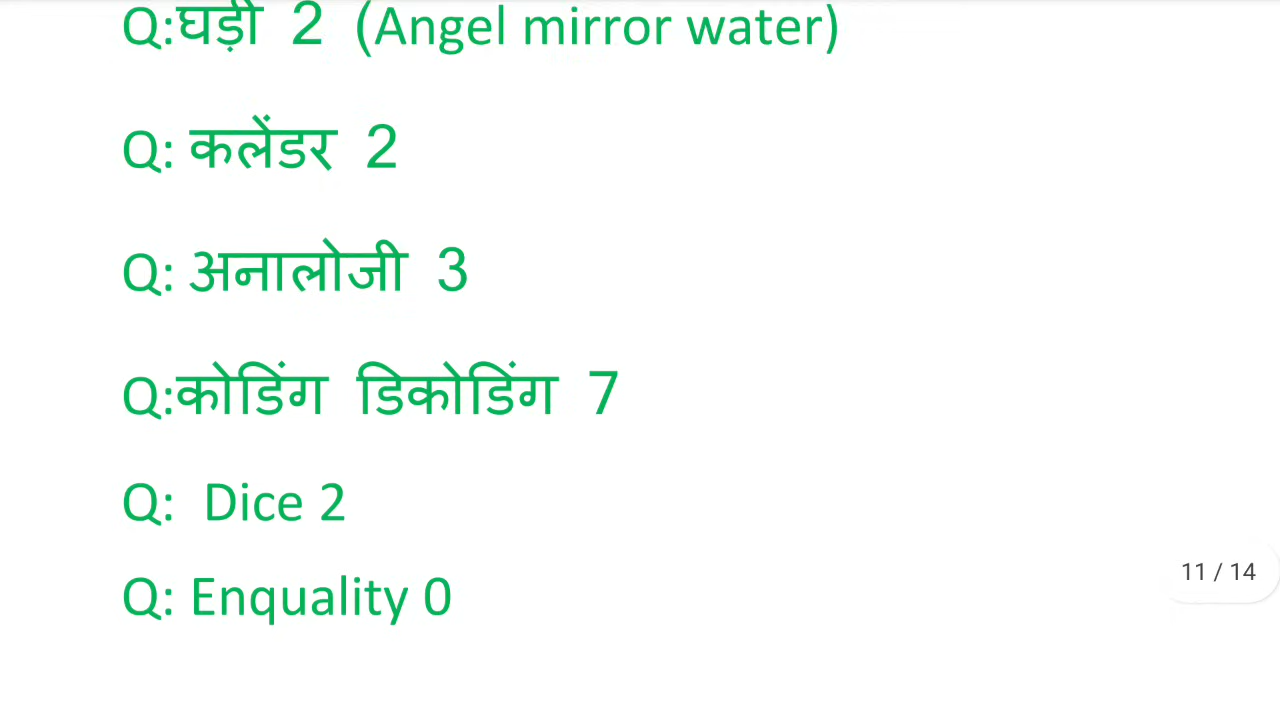 Q:घड़ी 2 (Angel mirror water)
Q: कलेंडर 2
Q: अनालोजी 3
Q:कोडिंग डिकोडिंग 7
Q: Dice 2
Q: Enquality 0
11 / 14